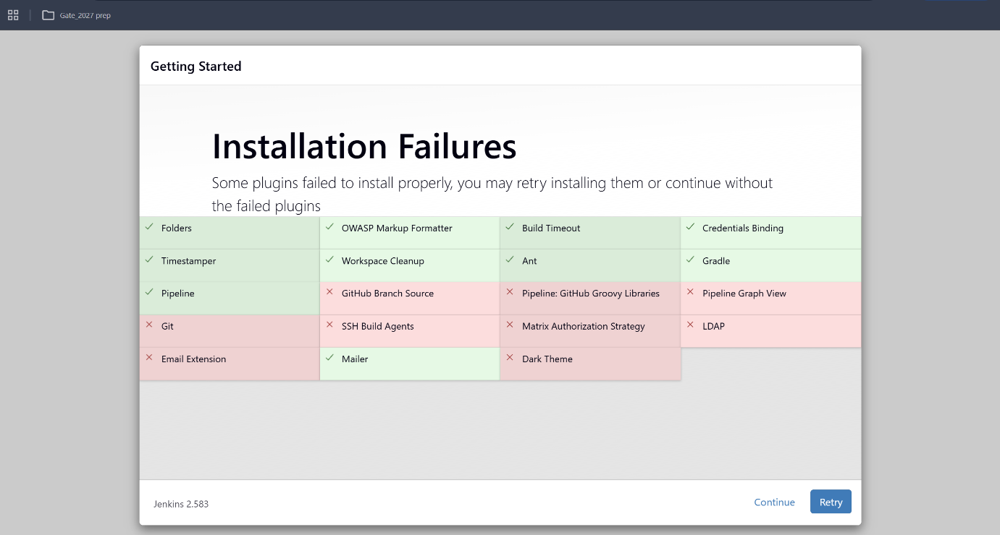 Gate_2027 prep
Getting Started
Installation Failures
Some plugins failed to install properly, you may retry installing them or continue without
the failed plugins
Folders
OWASP Markup Formatter
Build Timeout
Credentials Binding
Timestamper
Workspace Cleanup
Ant
Gradle
Pipeline
GitHub Branch Source
Pipeline: GitHub Groovy Libraries
Pipeline Graph View
Git
SSH Build Agents
Matrix Authorization Strategy
LDAP
Email Extension
Mailer
Dark Theme
Jenkins 2.583
Continue
Retry